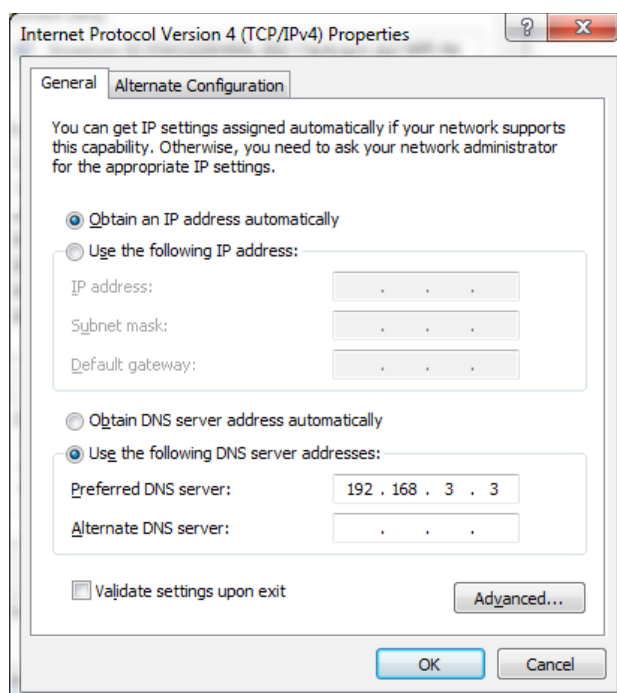 Internet Protocol Version 4 (TCP/IPv4) Properties
?
General
Alternate Configuration
You can get IP settings assigned automatically if your network supports
this capability. Otherwise, you need to ask your network administrator
for the appropriate IP settings.
Obtain an IP address automatically
Use the following IP address:
IP address: . . .
Subnet mask: . . .
Default gateway: . . .
Obtain DNS server address automatically
Use the following DNS server addresses:
Preferred DNS server: 192 . 168 . 3 . 3
Alternate DNS server: . . .
Validate settings upon exit
Advanced...
OK
Cancel